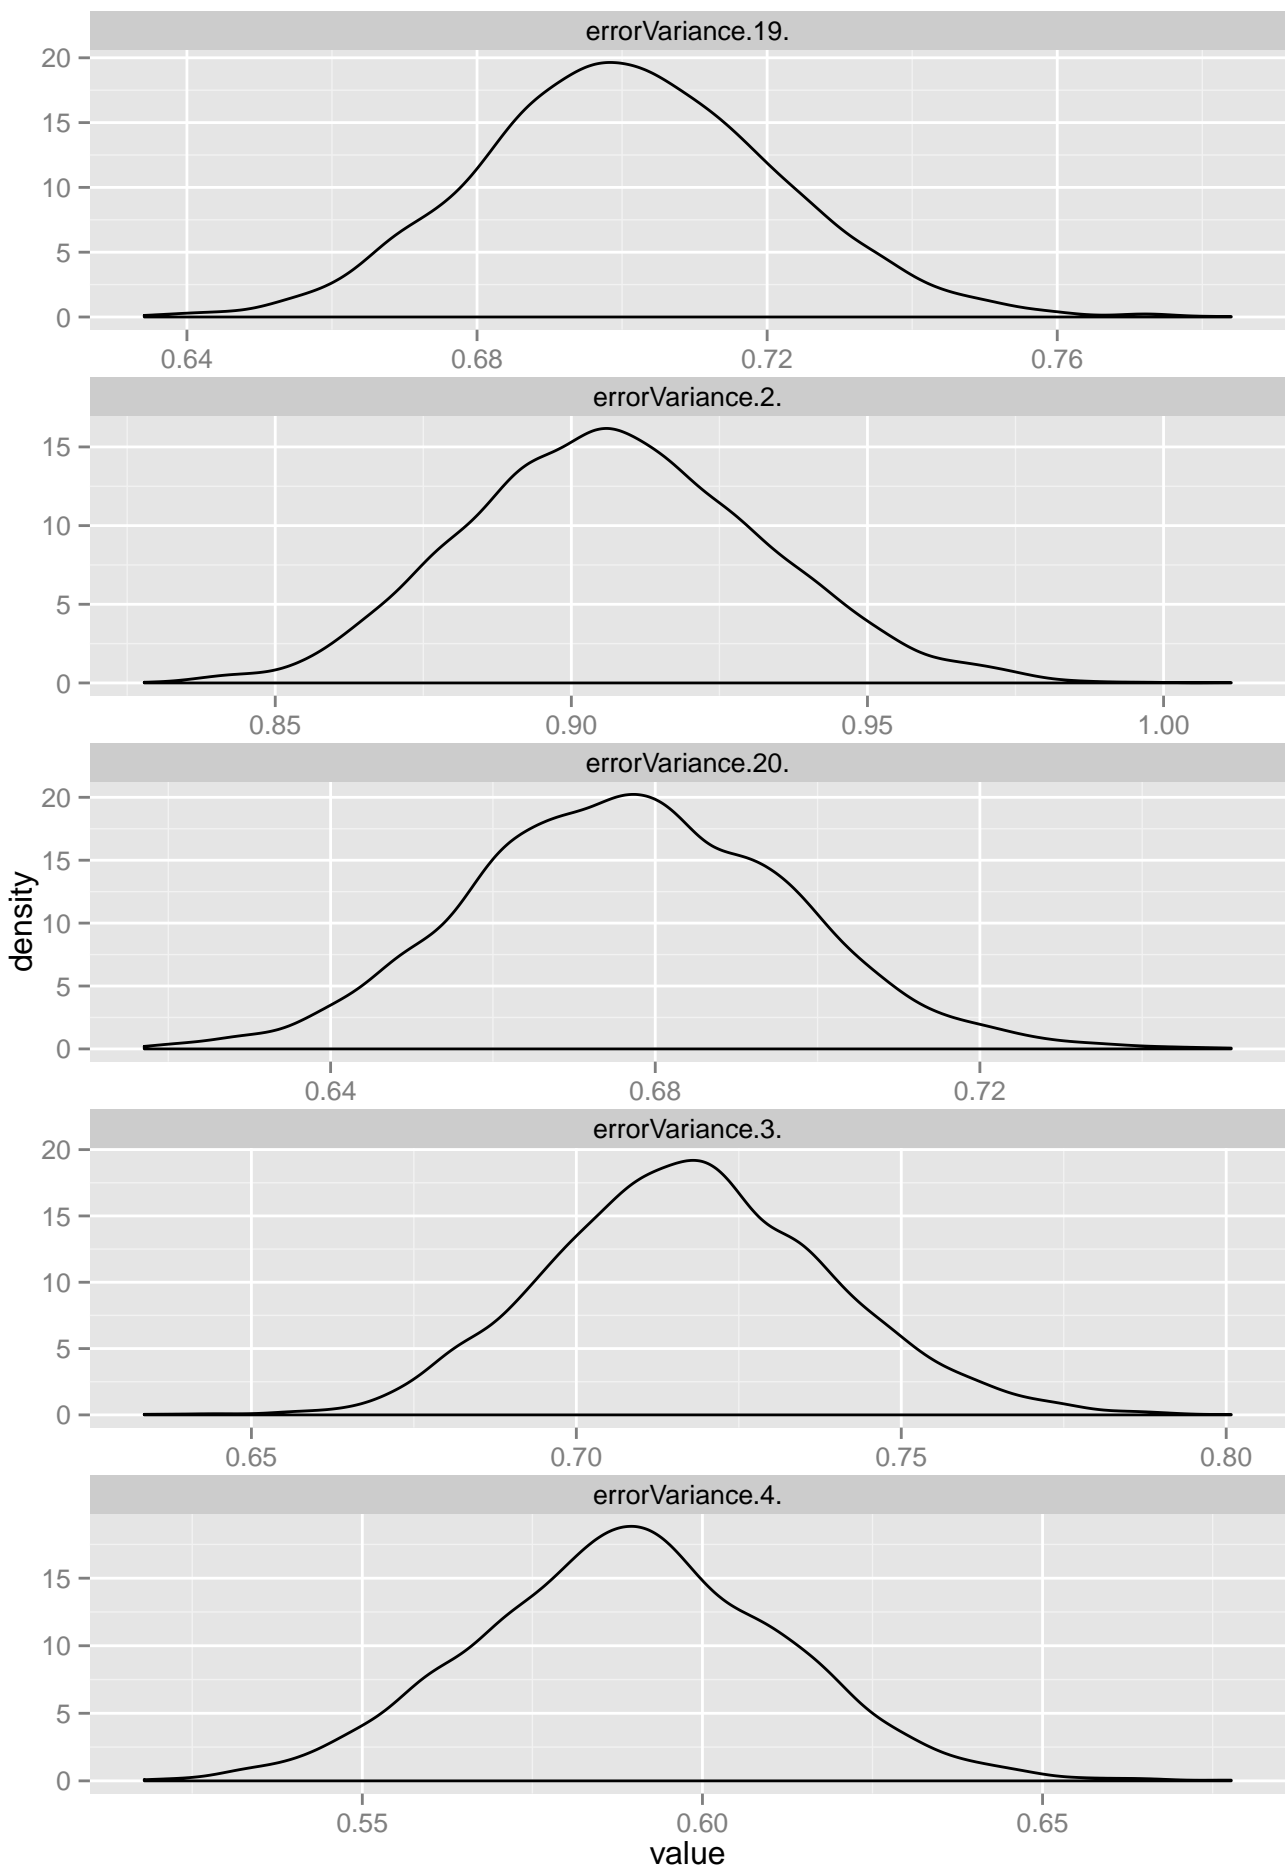 errorVariance.19.
20
15
10
5
0
0.64 0.68 0.72 0.76
errorVariance.2.
15
10
5
0
0.85 0.90 0.95 1.00
errorVariance.20.
20
15
10
5
0
0.64 0.68 0.72
density
errorVariance.3.
20
15
10
5
0
0.65 0.70 0.75 0.80
errorVariance.4.
15
10
5
0
0.55 0.60 0.65
value